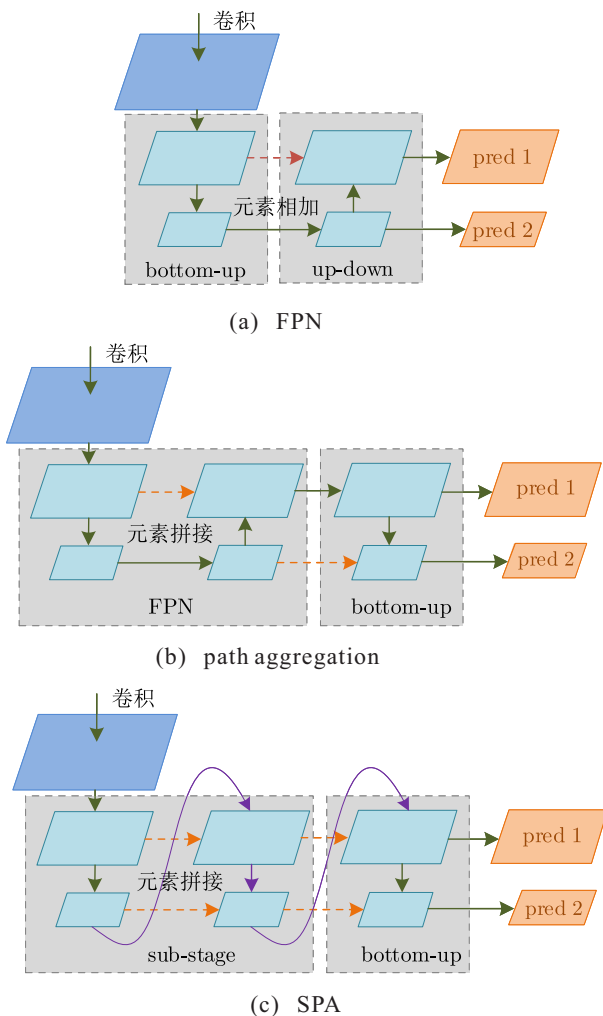 卷积
pred 1
元素相加
pred 2
bottom-up
up-down
(a) FPN
卷积
pred 1
元素拼接
pred 2
FPN
bottom-up
(b) path aggregation
卷积
pred 1
元素拼接
pred 2
sub-stage
bottom-up
(c) SPA